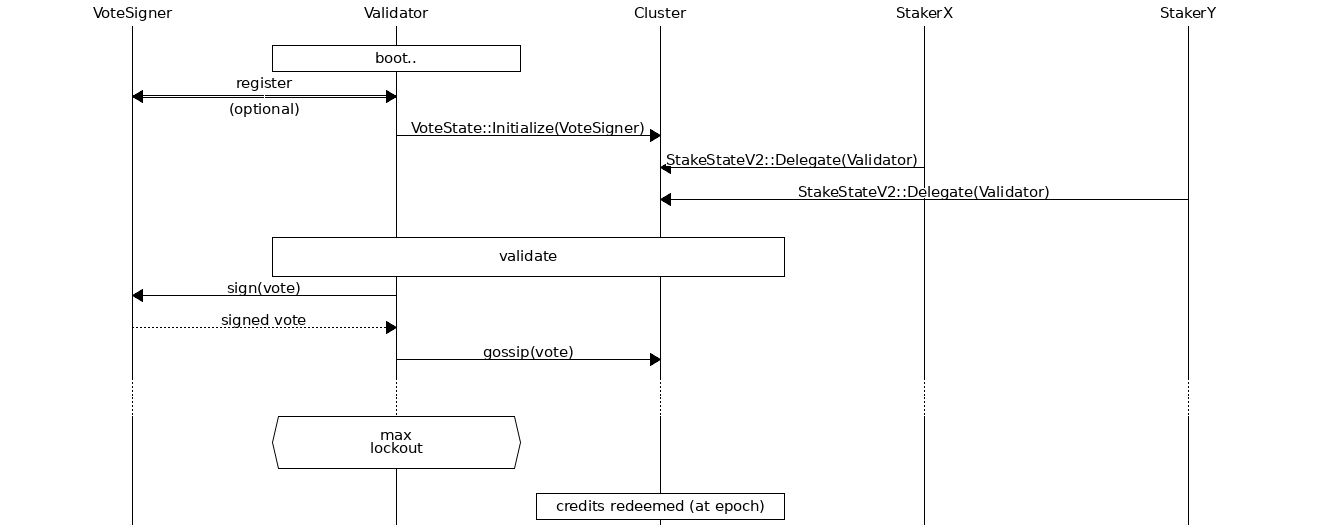 VoteSigner Validator Cluster StakerX StakerY
boot..
register
(optional)
VoteState::Initialize(VoteSigner)
StakeStateV2::Delegate(Validator)
StakeStateV2::Delegate(Validator)
validate
sign(vote)
signed vote
gossip(vote)
max
lockout
credits redeemed (at epoch)